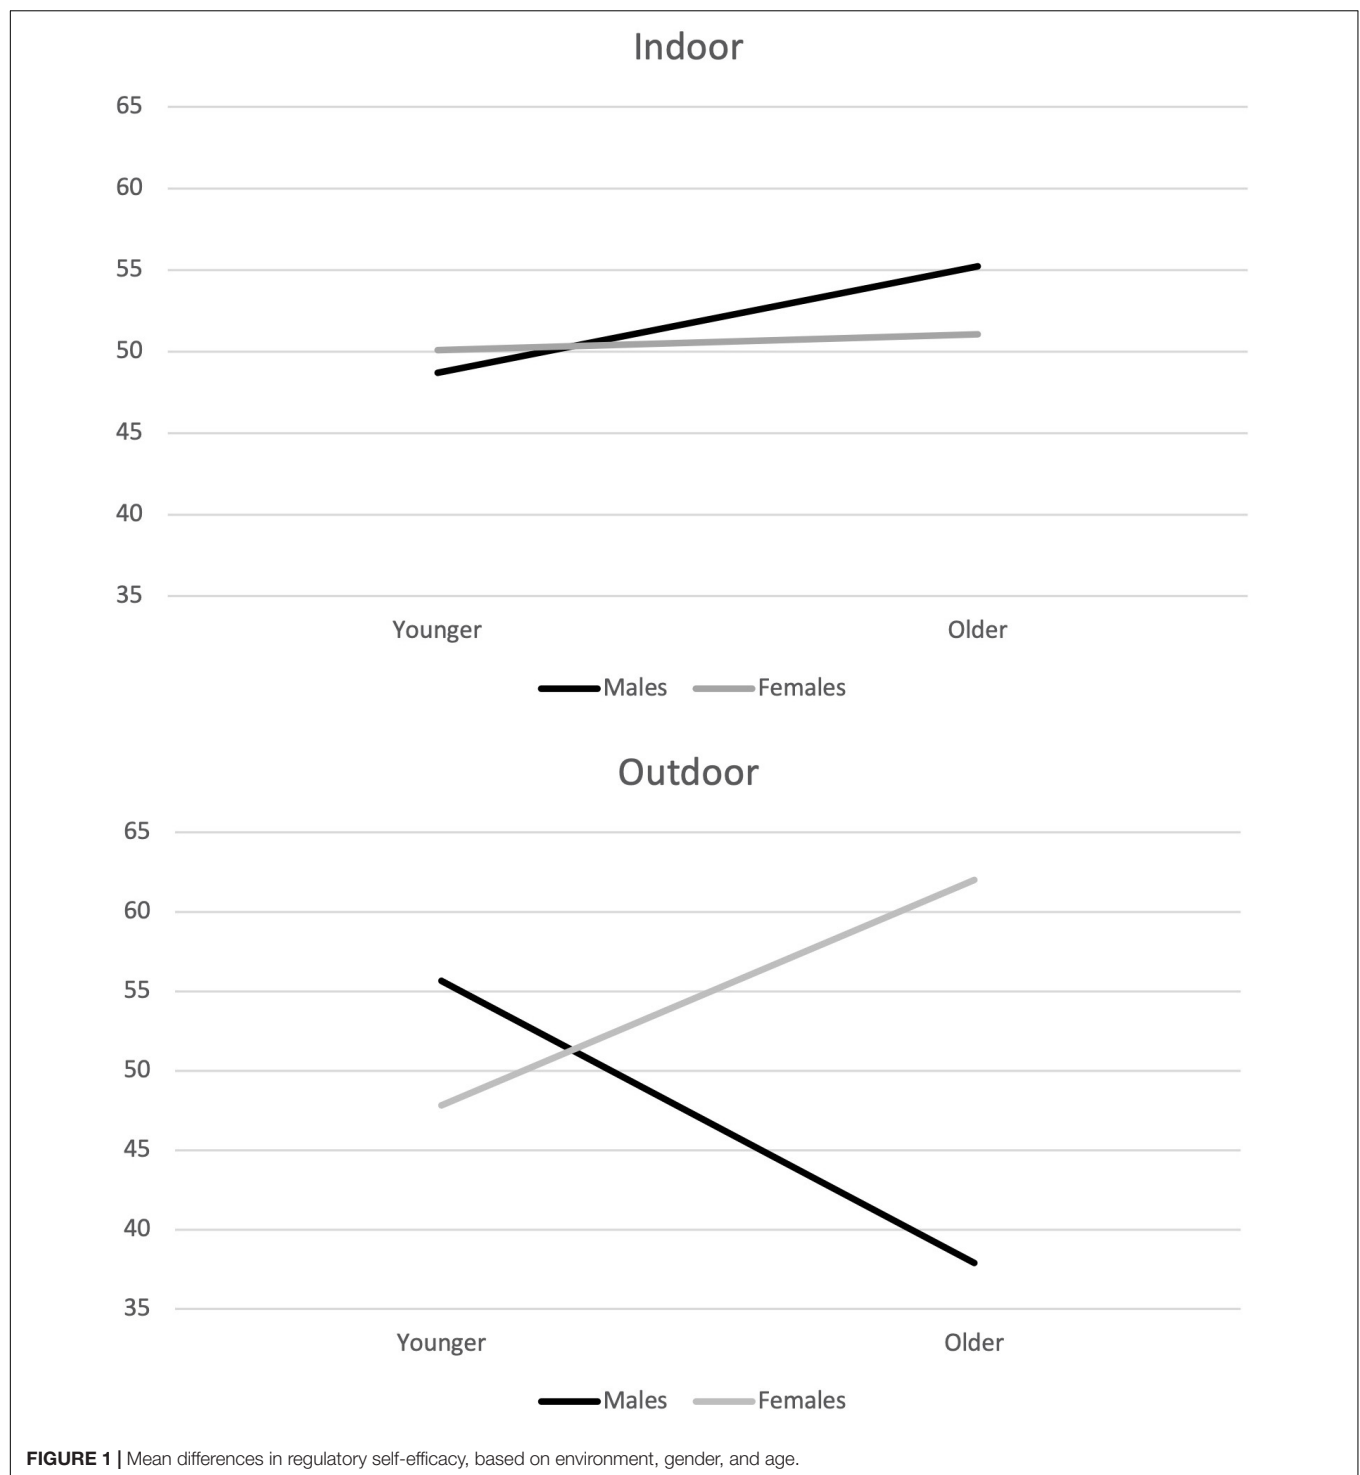 Indoor
65
60
55
50
45
40
35
Younger Older
Males Females
Outdoor
65
60
55
50
45
40
35
Younger Older
Males Females
FIGURE 1 | Mean differences in regulatory self-efficacy, based on environment, gender, and age.